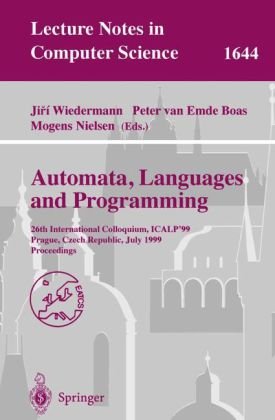 Lecture Notes in
Computer Science 1644
Jiří Wiedermann Peter van Emde Boas
Mogens Nielsen (Eds.)
Automata, Languages
and Programming
26th International Colloquium, ICALP'99
Prague, Czech Republic, July 1999
Proceedings
EATCS
Springer